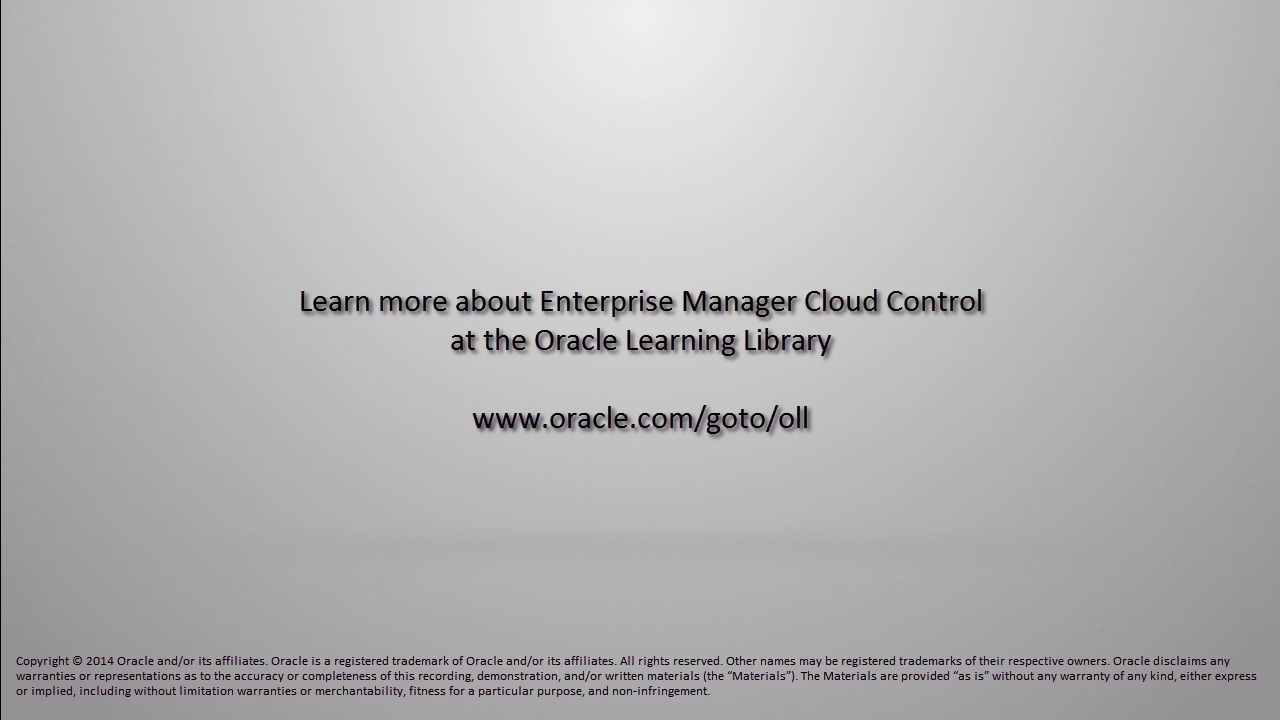 Learn more about Enterprise Manager Cloud Control
at the Oracle Learning Library
www.oracle.com/goto/oll
Copyright © 2014 Oracle and/or its affiliates. Oracle is a registered trademark of Oracle and/or its affiliates. All rights reserved. Other names may be registered trademarks of their respective owners. Oracle disclaims any
warranties or representations as to the accuracy or completeness of this recording, demonstration, and/or written materials (the “Materials”). The Materials are provided “as is” without any warranty of any kind, either express
or implied, including without limitation warranties or merchantability, fitness for a particular purpose, and non-infringement.